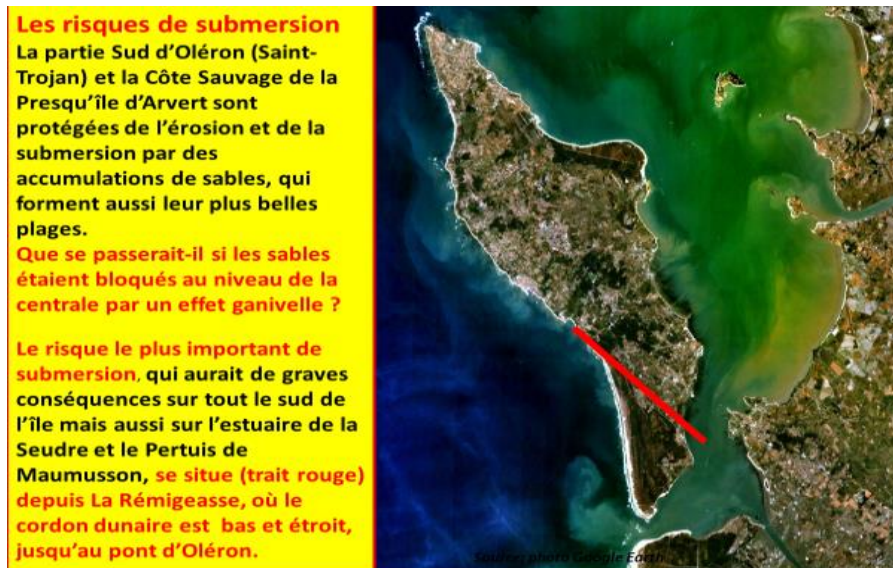 Les risques de submersion
La partie Sud d’Oléron (Saint-
Trojan) et la Côte Sauvage de la
Presqu’île d’Arvert sont
protégées de l’érosion et de la
submersion par des
accumulations de sables, qui
forment aussi leur plus belles
plages.
Que se passerait-il si les sables
étaient bloqués au niveau de la
centrale par un effet ganivelle ?
Le risque le plus important de
submersion, qui aurait de graves
conséquences sur tout le sud de
l’île mais aussi sur l’estuaire de la
Seudre et le Pertuis de
Maumusson, se situe (trait rouge)
depuis La Rémigeasse, où le
cordon dunaire est bas et étroit,
jusqu’au pont d’Oléron.
Source: photo Google Earth